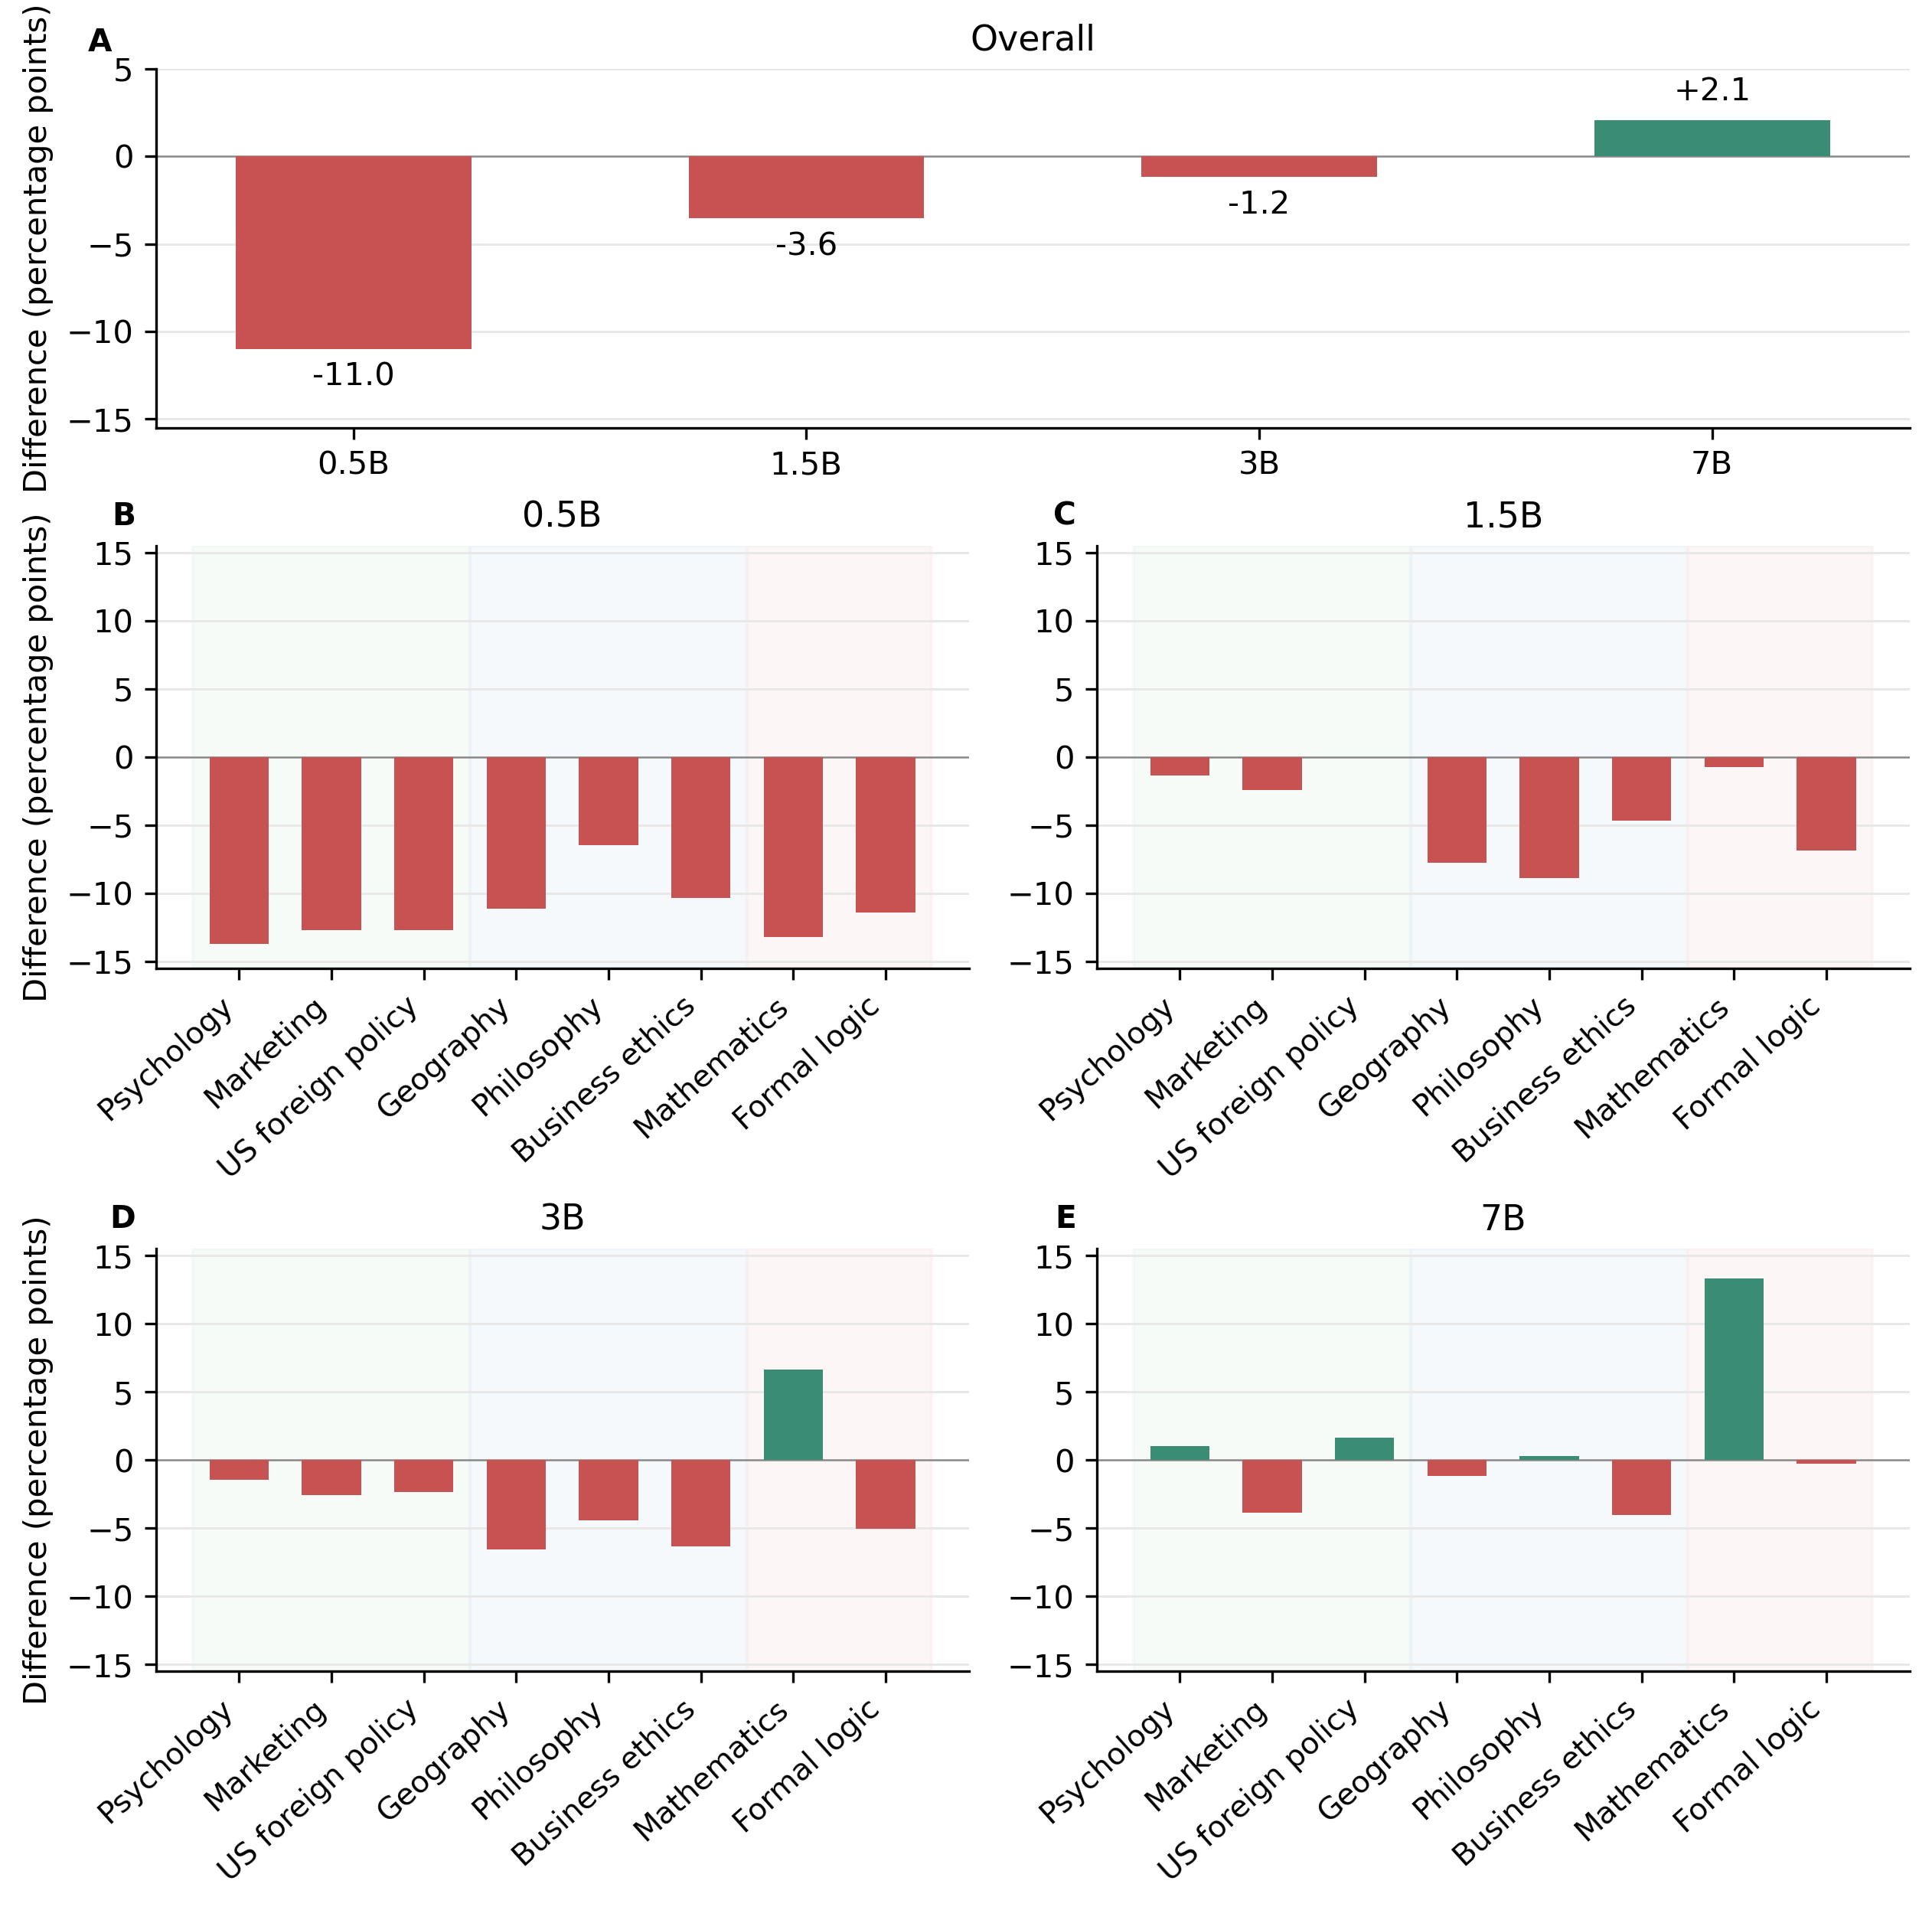 A
Overall
Difference (percentage points)
5
0
−5
−10
−15
-11.0
-3.6
-1.2
+2.1
0.5B
1.5B
3B
7B
B
0.5B
Difference (percentage points)
15
10
5
0
−5
−10
−15
Psychology
Marketing
US foreign policy
Geography
Philosophy
Business ethics
Mathematics
Formal logic
C
1.5B
15
10
5
0
−5
−10
−15
Psychology
Marketing
US foreign policy
Geography
Philosophy
Business ethics
Mathematics
Formal logic
D
3B
Difference (percentage points)
15
10
5
0
−5
−10
−15
Psychology
Marketing
US foreign policy
Geography
Philosophy
Business ethics
Mathematics
Formal logic
E
7B
15
10
5
0
−5
−10
−15
Psychology
Marketing
US foreign policy
Geography
Philosophy
Business ethics
Mathematics
Formal logic